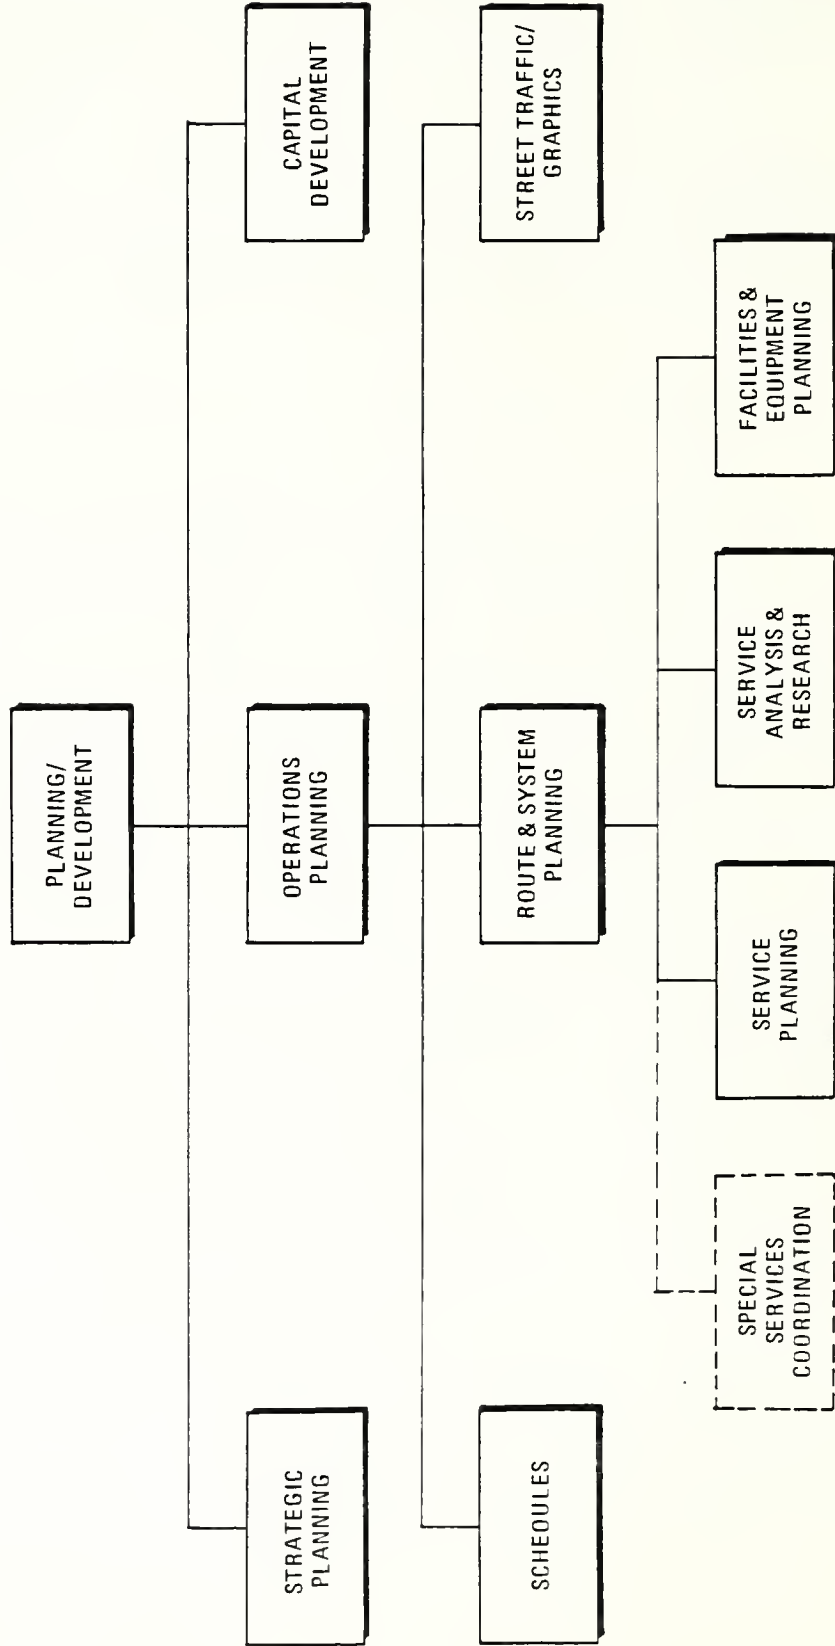 PLANNING/
DEVELOPMENT
STRATEGIC
PLANNING
OPERATIONS
PLANNING
CAPITAL
DEVELOPMENT
SCHEDULES
ROUTE & SYSTEM
PLANNING
STREET TRAFFIC/
GRAPHICS
SPECIAL
SERVICES
COORDINATION
SERVICE
PLANNING
SERVICE
ANALYSIS &
RESEARCH
FACILITIES &
EQUIPMENT
PLANNING